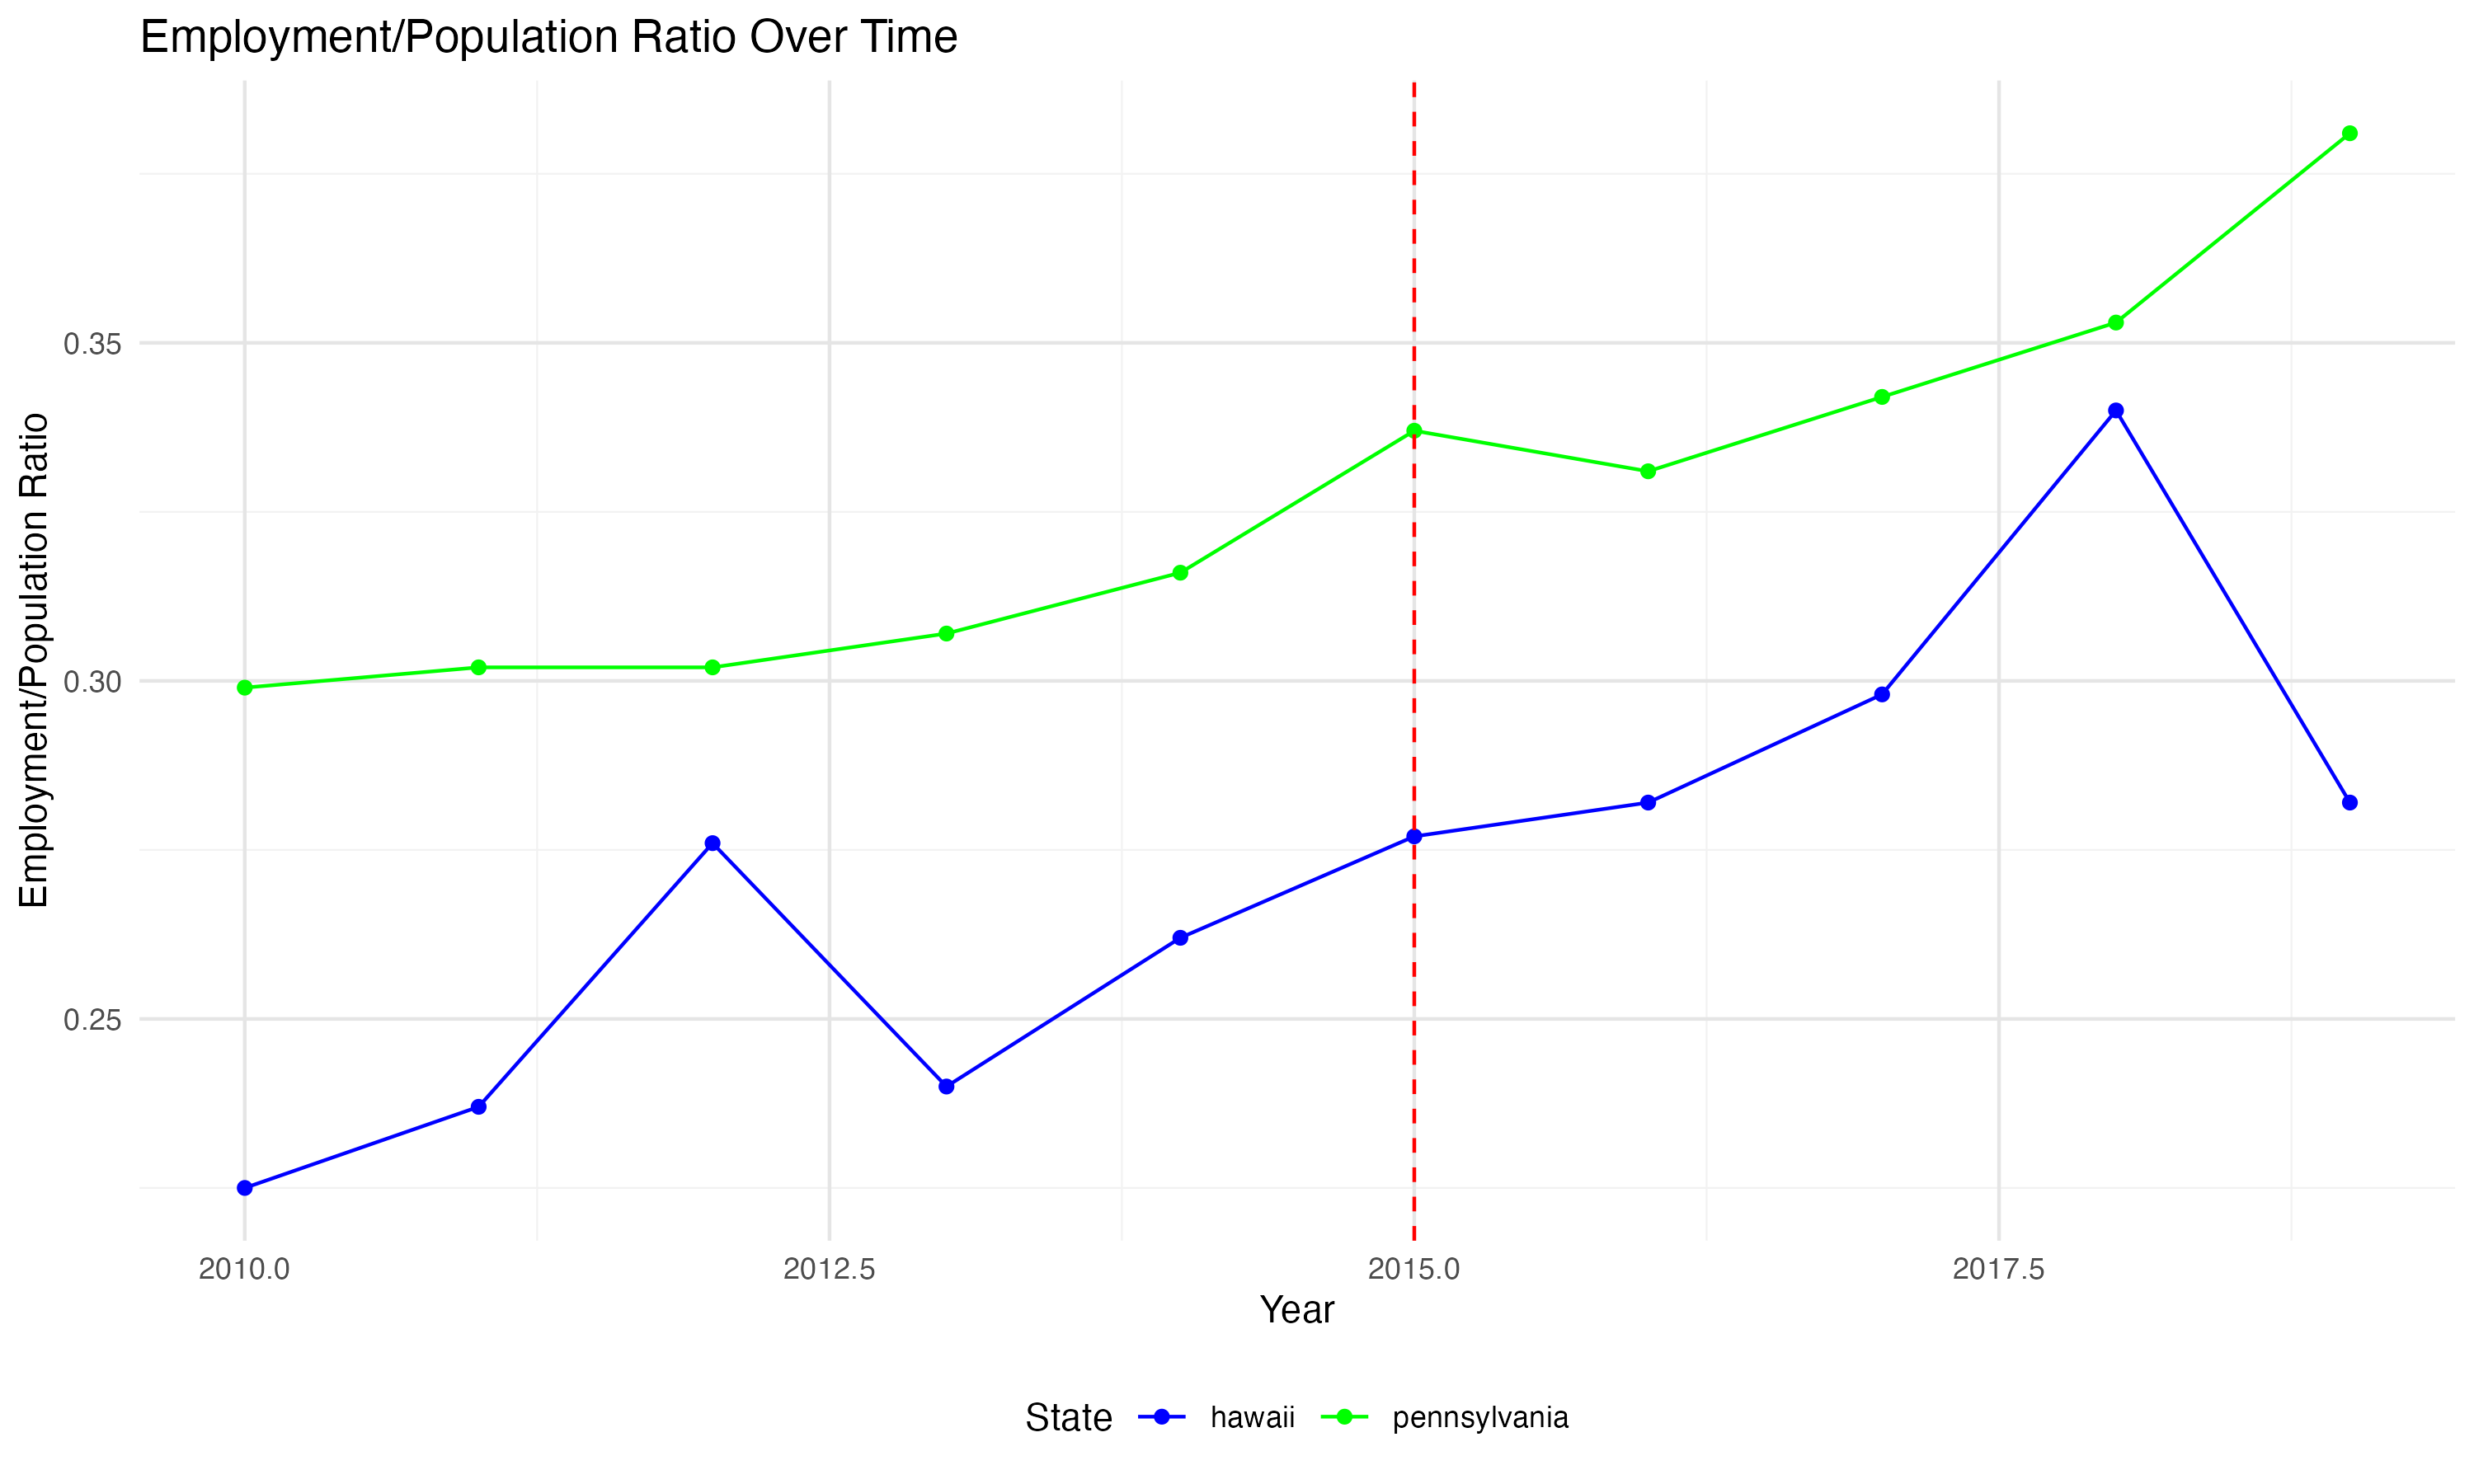 Employment/Population Ratio Over Time
Employment/Population Ratio
0.35
0.30
0.25
2010.0 2012.5 2015.0 2017.5
Year
State hawaii pennsylvania